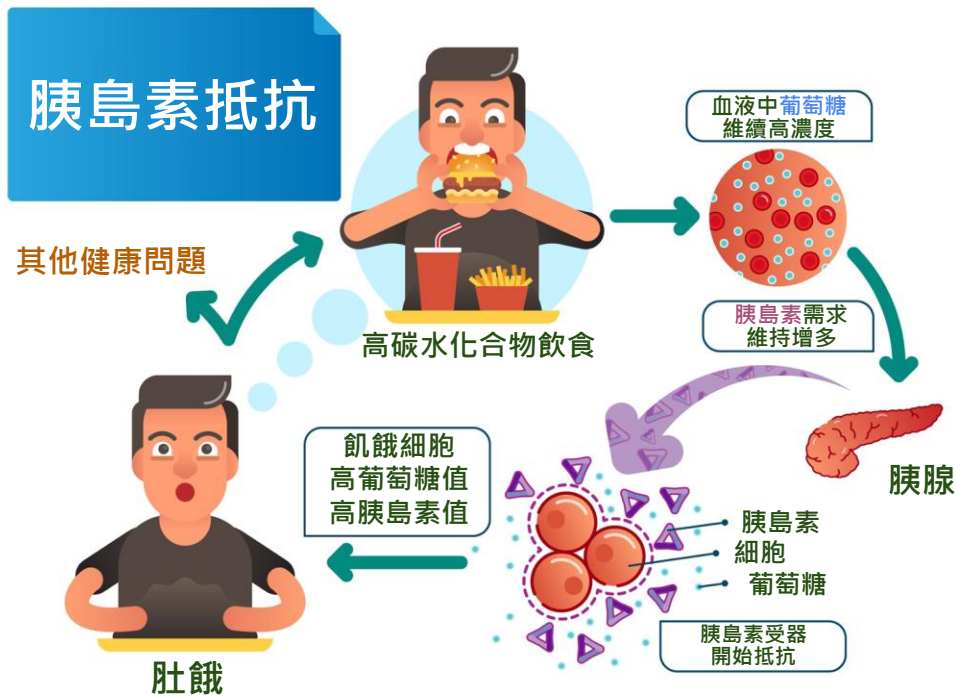 胰島素抵抗
血液中葡萄糖
維續高濃度
其他健康問題
胰島素需求
維持增多
高碳水化合物飲食
飢餓細胞
高葡萄糖值
高胰島素值
胰腺
胰島素
細胞
葡萄糖
胰島素受器
開始抵抗
肚餓